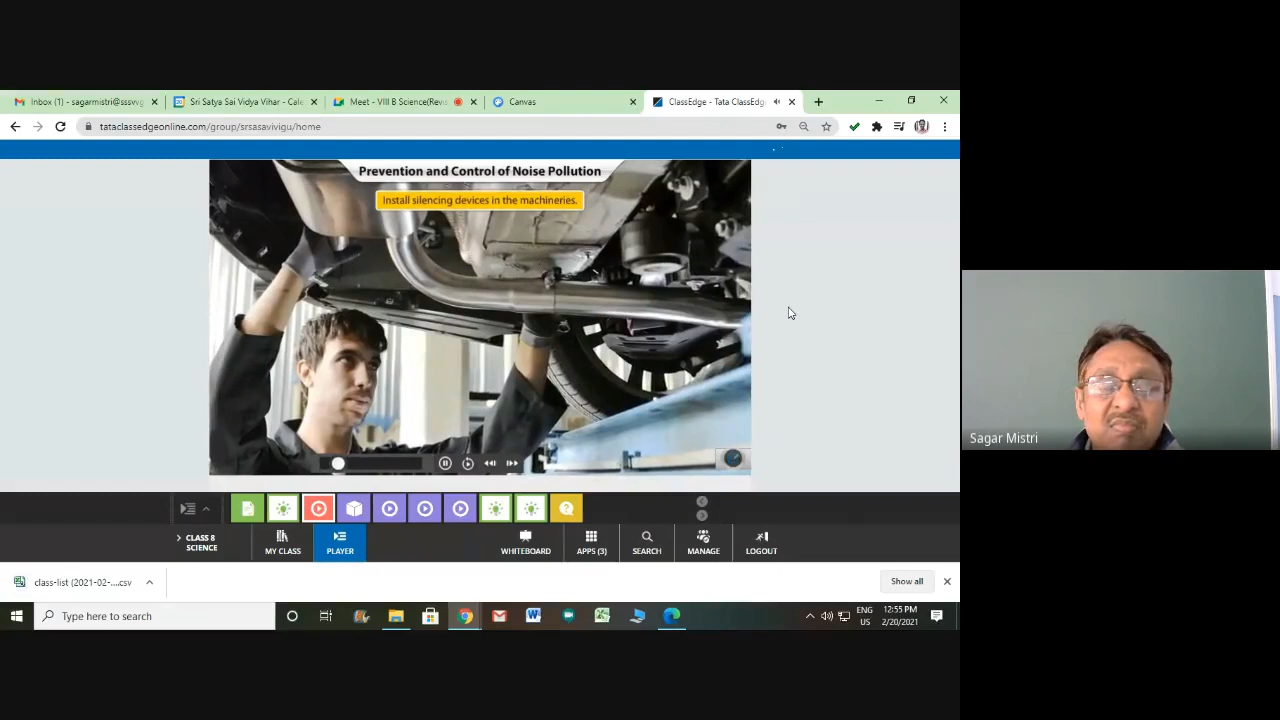 Inbox (1) - sagarmistri@sssvvg
Sri Satya Sai Vidya Vihar - Cale
Meet - VIII B Science(Revis
Canvas
ClassEdge - Tata ClassEdg
tataclassedgeonline.com/group/srsasavivigu/home
Prevention and Control of Noise Pollution
Install silencing devices in the machineries.
Sagar Mistri
CLASS 8
SCIENCE
MY CLASS
PLAYER
WHITEBOARD
APPS (3)
SEARCH
MANAGE
LOGOUT
class-list (2021-02-....csv
Show all
Type here to search
ENG
US
12:55 PM
2/20/2021